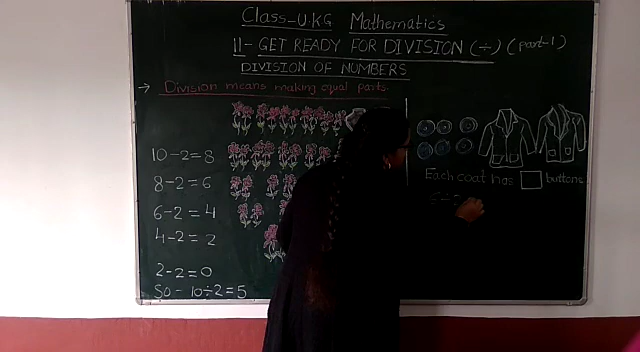 Class-U.KG Mathematics
11- GET READY FOR DIVISION (÷) (part-1)
DIVISION OF NUMBERS
→ Division means making equal parts.
10-2=8
8-2=6
6-2=4
4-2=2
2-2=0
So - 10÷2=5
Each coat has □ buttons